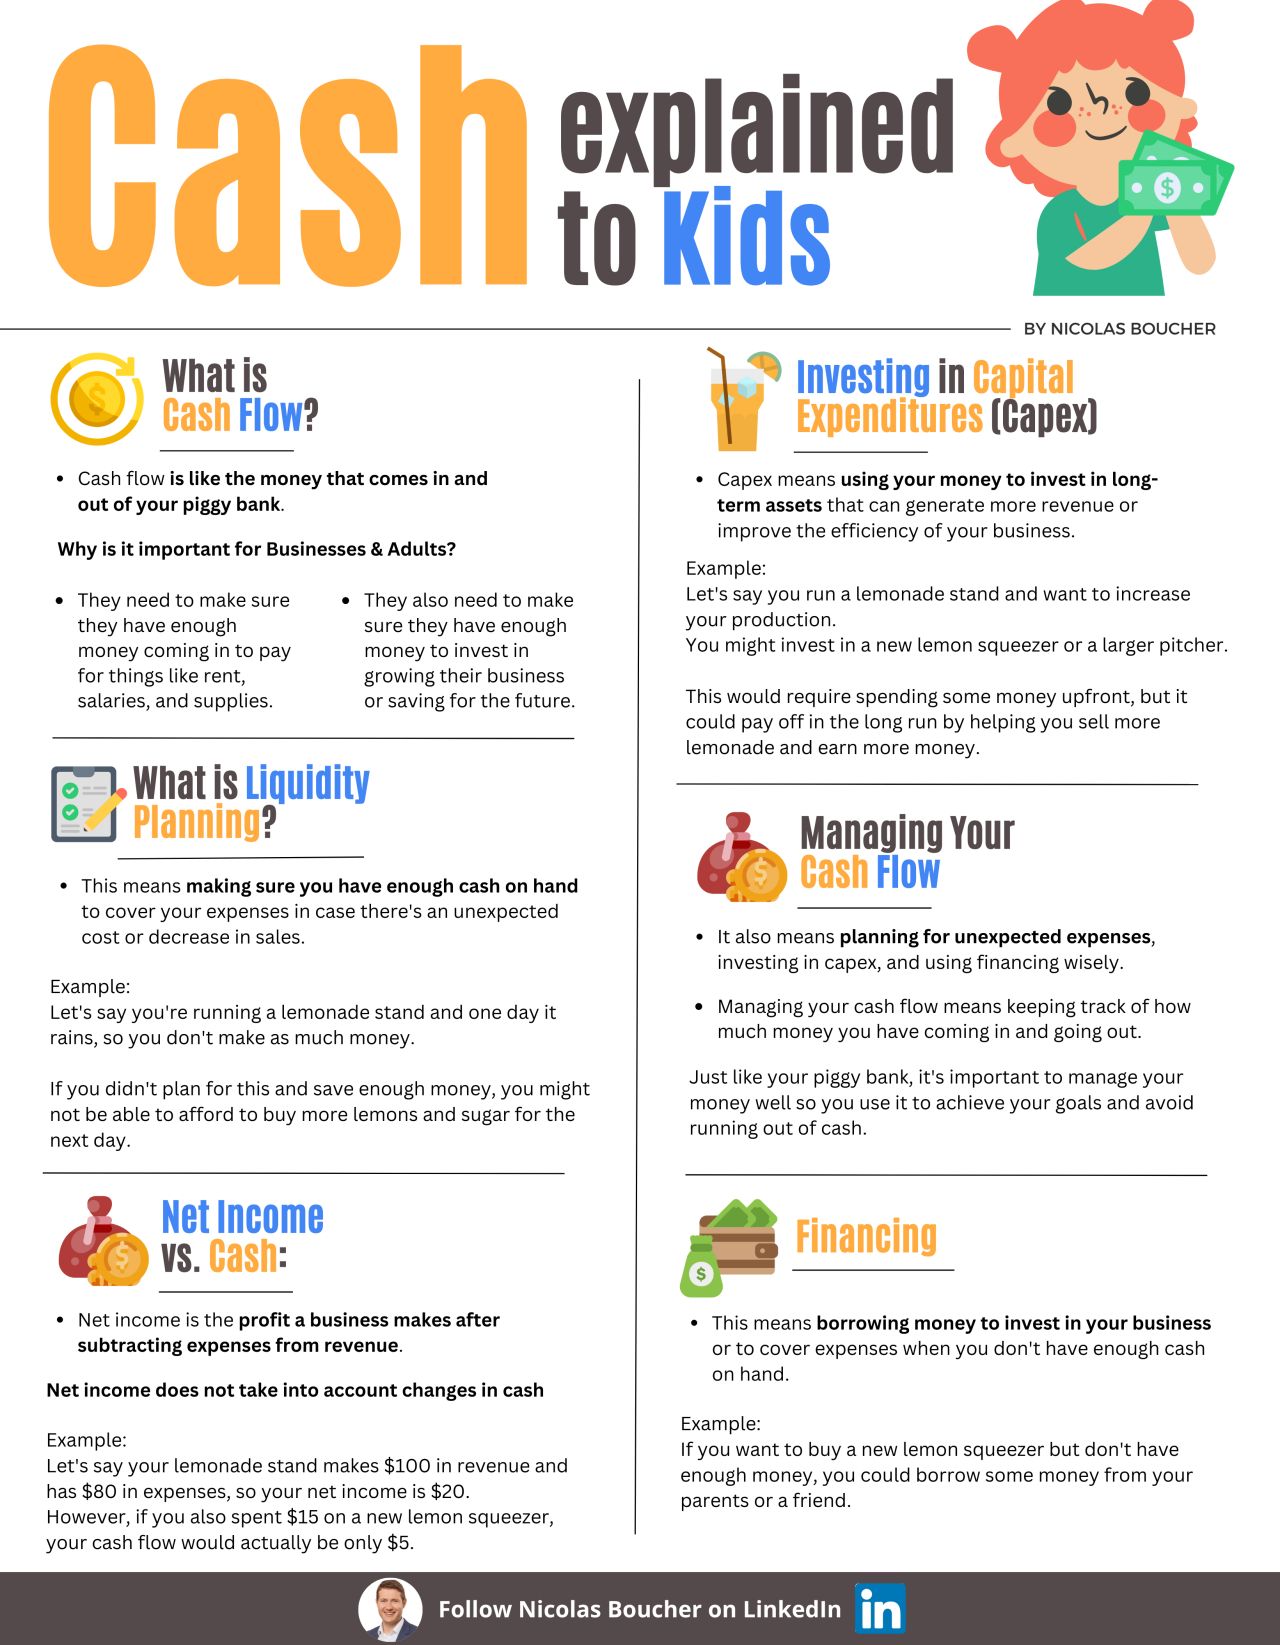 Cash explained
to Kids
BY NICOLAS BOUCHER
What is
Cash Flow?
• Cash flow is like the money that comes in and
out of your piggy bank.
Why is it important for Businesses & Adults?
• They need to make sure
they have enough
money coming in to pay
for things like rent,
salaries, and supplies.
• They also need to make
sure they have enough
money to invest in
growing their business
or saving for the future.
What is Liquidity
Planning?
• This means making sure you have enough cash on hand
to cover your expenses in case there's an unexpected
cost or decrease in sales.
Example:
Let's say you're running a lemonade stand and one day it
rains, so you don't make as much money.
If you didn't plan for this and save enough money, you might
not be able to afford to buy more lemons and sugar for the
next day.
Net Income
vs. Cash:
• Net income is the profit a business makes after
subtracting expenses from revenue.
Net income does not take into account changes in cash
Example:
Let's say your lemonade stand makes $100 in revenue and
has $80 in expenses, so your net income is $20.
However, if you also spent $15 on a new lemon squeezer,
your cash flow would actually be only $5.
Investing in Capital
Expenditures (Capex)
• Capex means using your money to invest in long-
term assets that can generate more revenue or
improve the efficiency of your business.
Example:
Let's say you run a lemonade stand and want to increase
your production.
You might invest in a new lemon squeezer or a larger pitcher.
This would require spending some money upfront, but it
could pay off in the long run by helping you sell more
lemonade and earn more money.
Managing Your
Cash Flow
• It also means planning for unexpected expenses,
investing in capex, and using financing wisely.
• Managing your cash flow means keeping track of how
much money you have coming in and going out.
Just like your piggy bank, it's important to manage your
money well so you use it to achieve your goals and avoid
running out of cash.
Financing
• This means borrowing money to invest in your business
or to cover expenses when you don't have enough cash
on hand.
Example:
If you want to buy a new lemon squeezer but don't have
enough money, you could borrow some money from your
parents or a friend.
Follow Nicolas Boucher on LinkedIn in